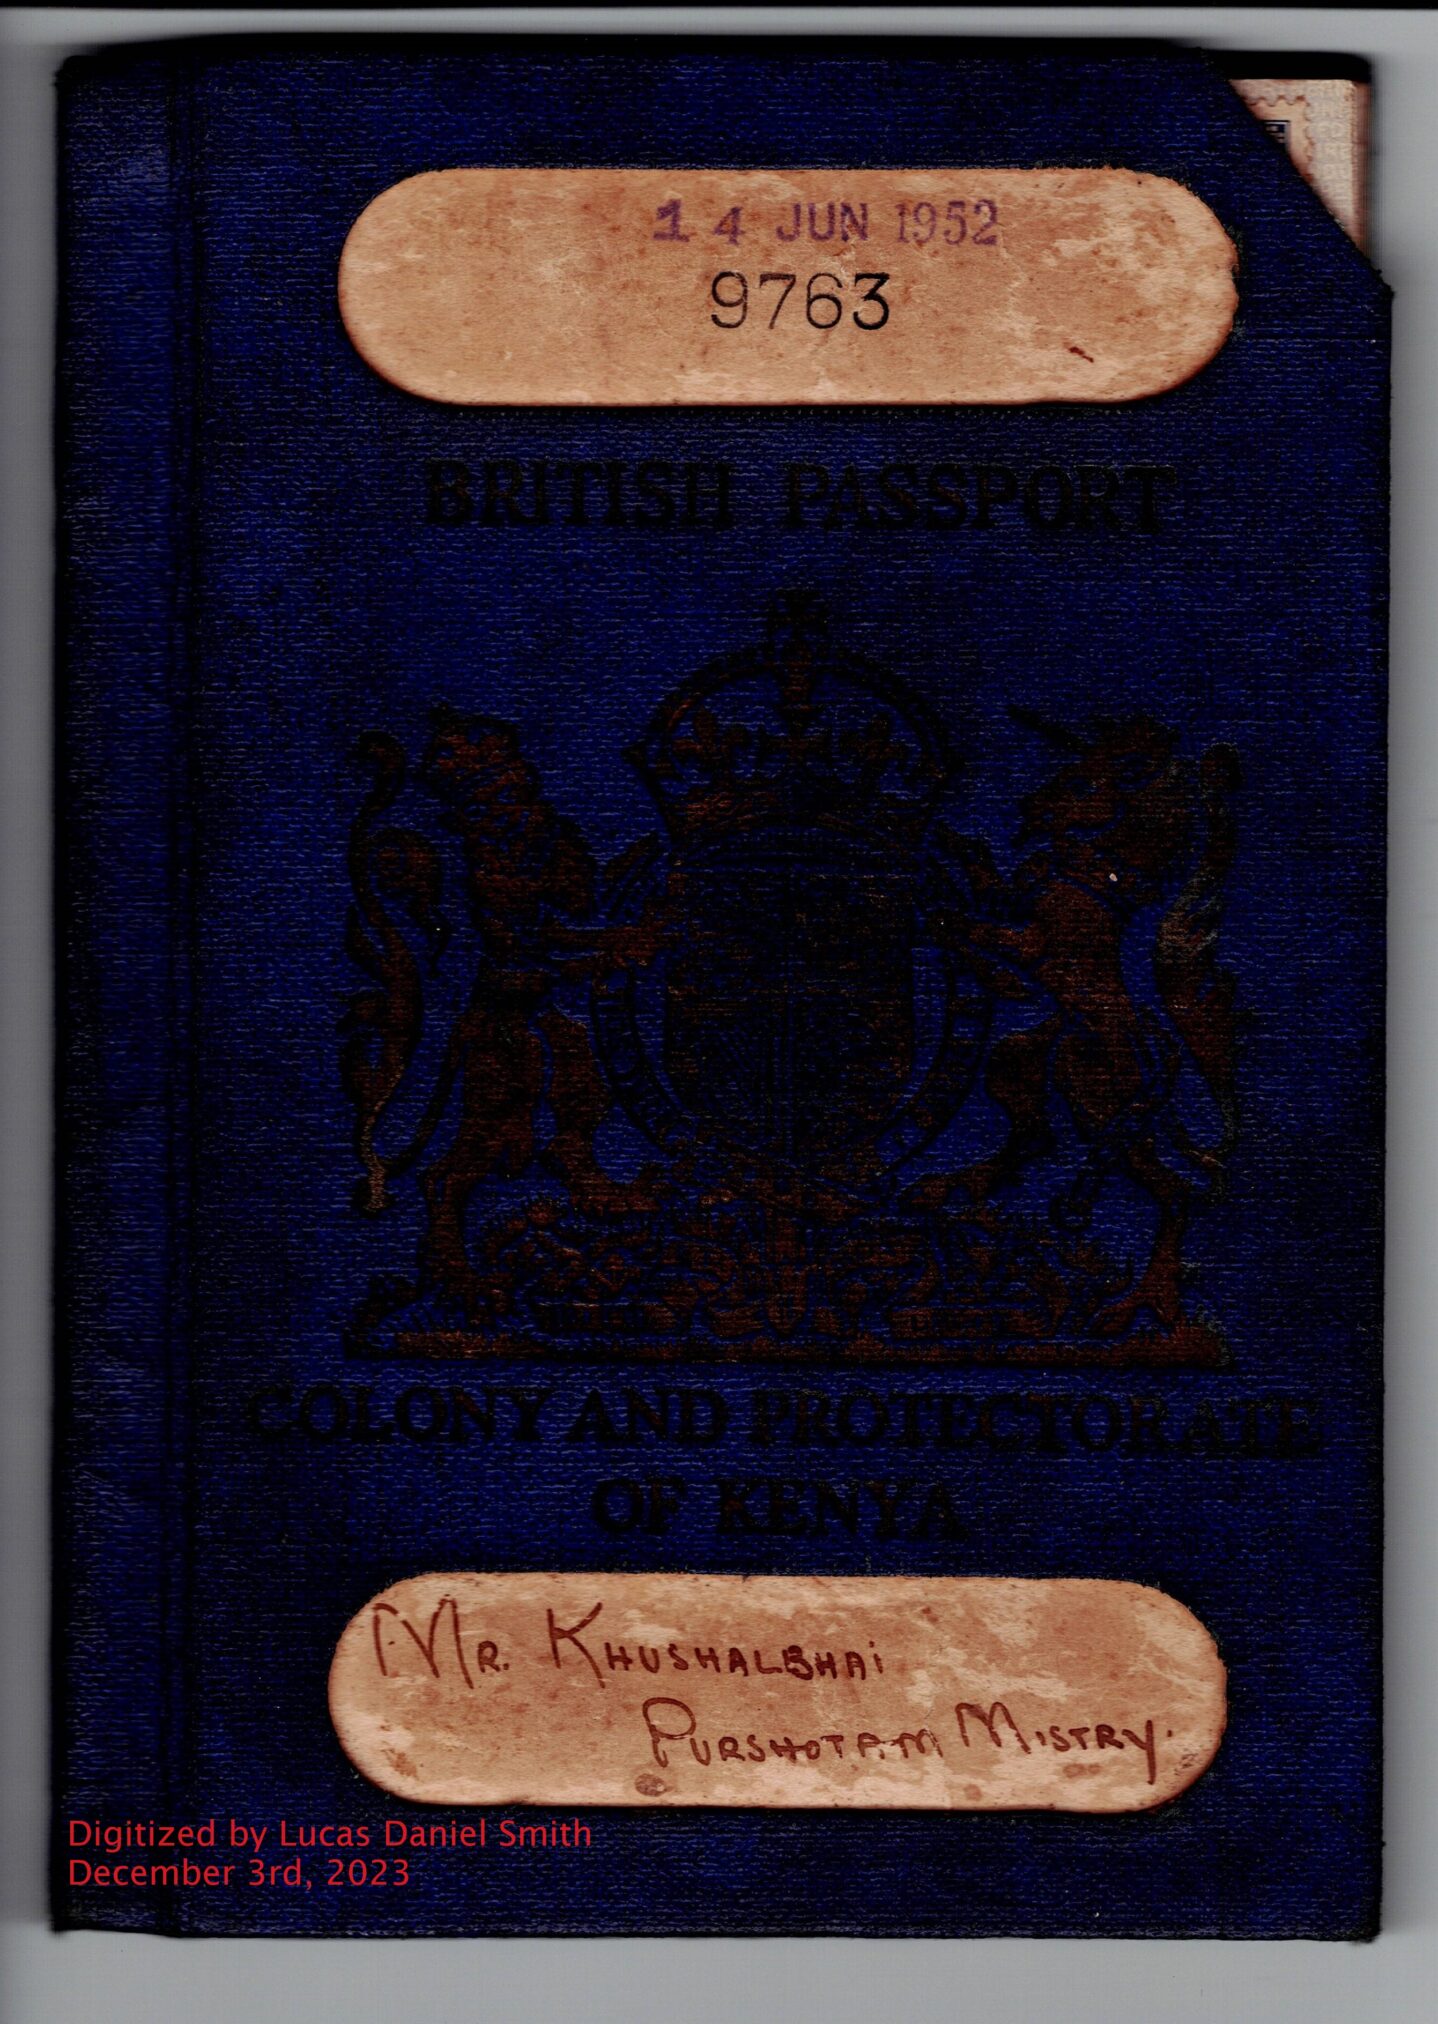 14 JUN 1952
9763
BRITISH PASSPORT
COLONY AND PROTECTORATE
OF KENYA
MR. KHUSHALBHAI
PURSHOTAM MISTRY.
Digitized by Lucas Daniel Smith
December 3rd, 2023